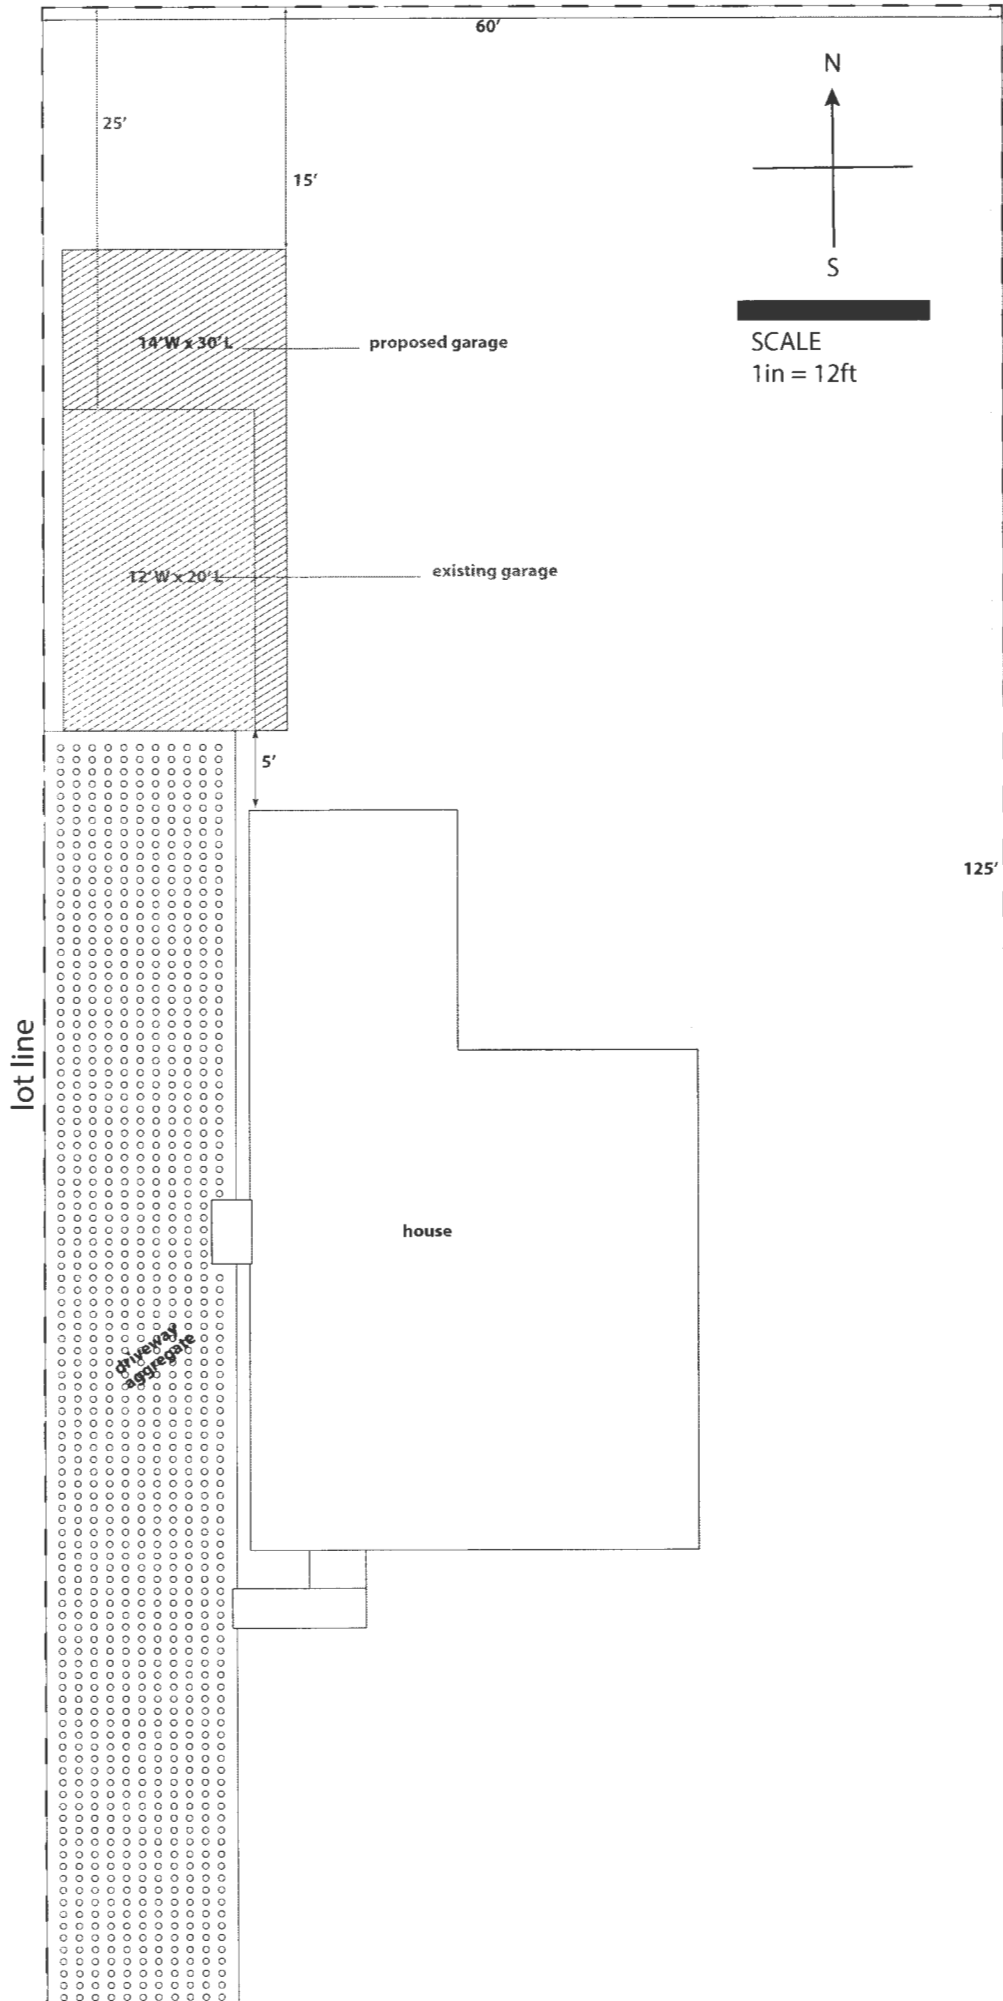 60'
N
25'
15'
S
14'W x 30'L
proposed garage
SCALE
1in = 12ft
12'W x 20'L
existing garage
5'
125'
lot line
house
driveway
aggregate